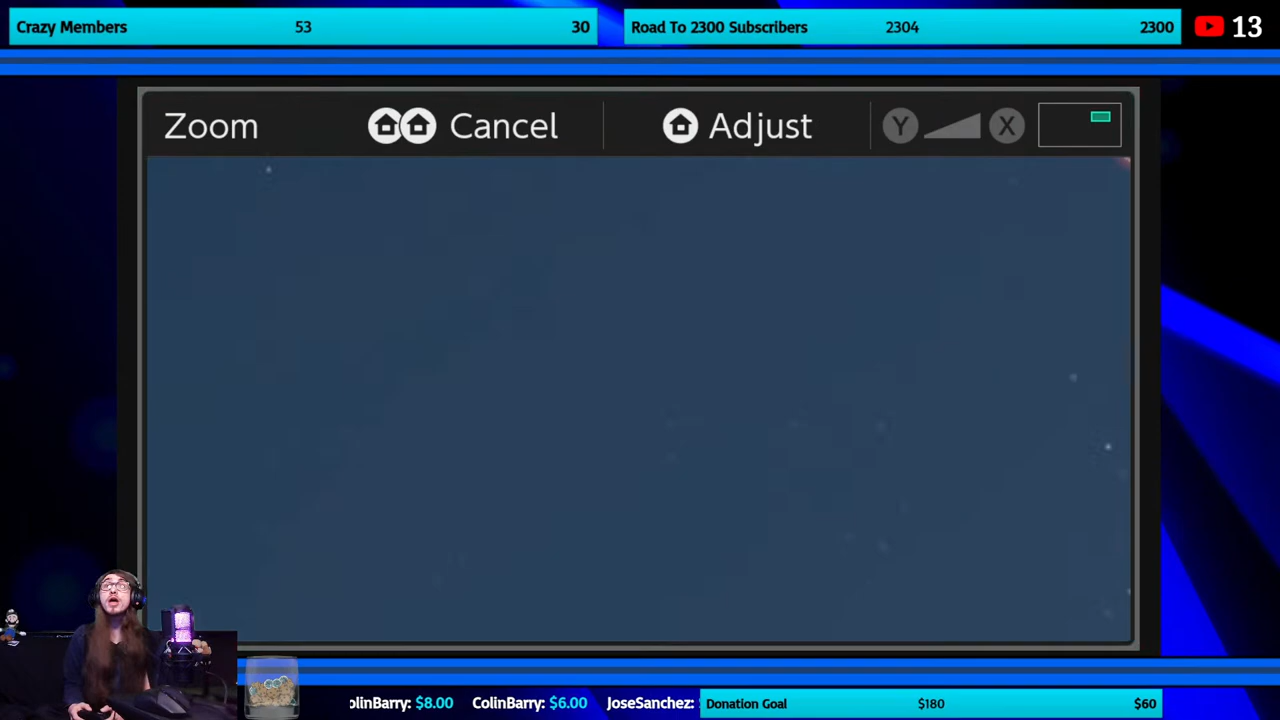 Crazy Members 53 30
Road To 2300 Subscribers 2304 2300
13
Zoom Cancel Adjust Y X
olinBarry: $8.00 ColinBarry: $6.00 JoseSanchez:
Donation Goal $180 $60